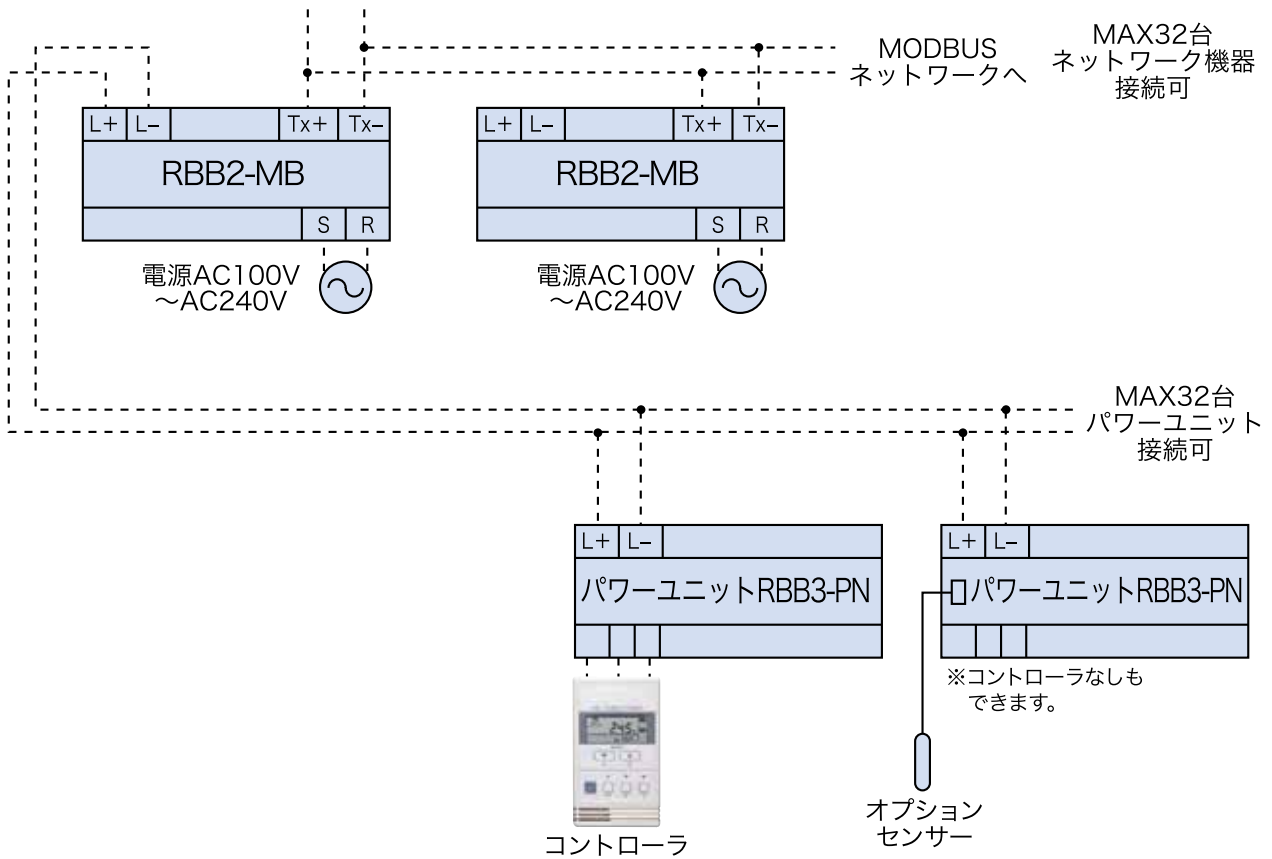 MODBUS
ネットワークへ
MAX32台
ネットワーク機器
接続可
L+ L− Tx+ Tx−
RBB2-MB
S R
電源AC100V
～AC240V
L+ L− Tx+ Tx−
RBB2-MB
S R
電源AC100V
～AC240V
MAX32台
パワーユニット
接続可
L+ L−
パワーユニットRBB3-PN
L+ L−
パワーユニットRBB3-PN
※コントローラなしも
できます。
コントローラ
オプション
センサー